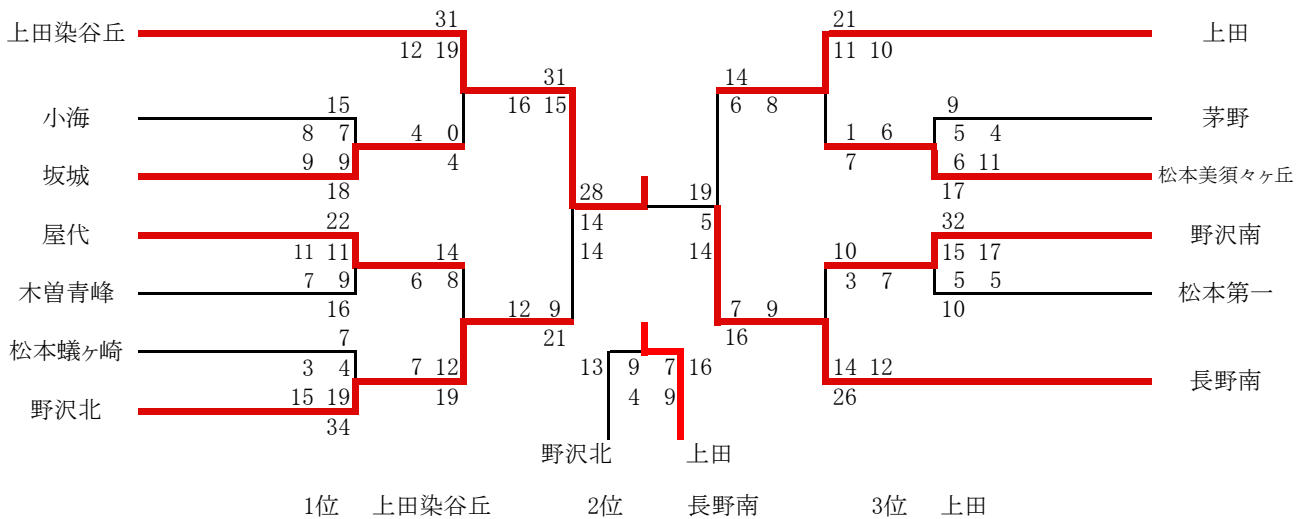 31 21
上田染谷丘 上田
12 19 11 10
31 14
小海 15 16 15 6 8 9 茅野
8 7 4 0 1 6 5 4
坂城 9 9 4 7 6 11 松本美須々ヶ丘
18 28 19 17
屋代 22 14 5 32 野沢南
11 11 14 14 14 10 15 17
木曽青峰 7 9 6 8 3 7 5 5 松本第一
16 12 9 7 9 10
松本蟻ヶ崎 7 21 16
3 4 7 12 13 9 7 16 14 12 長野南
野沢北 15 19 19 4 9 26
34
野沢北 上田
1位 上田染谷丘 2位 長野南 3位 上田